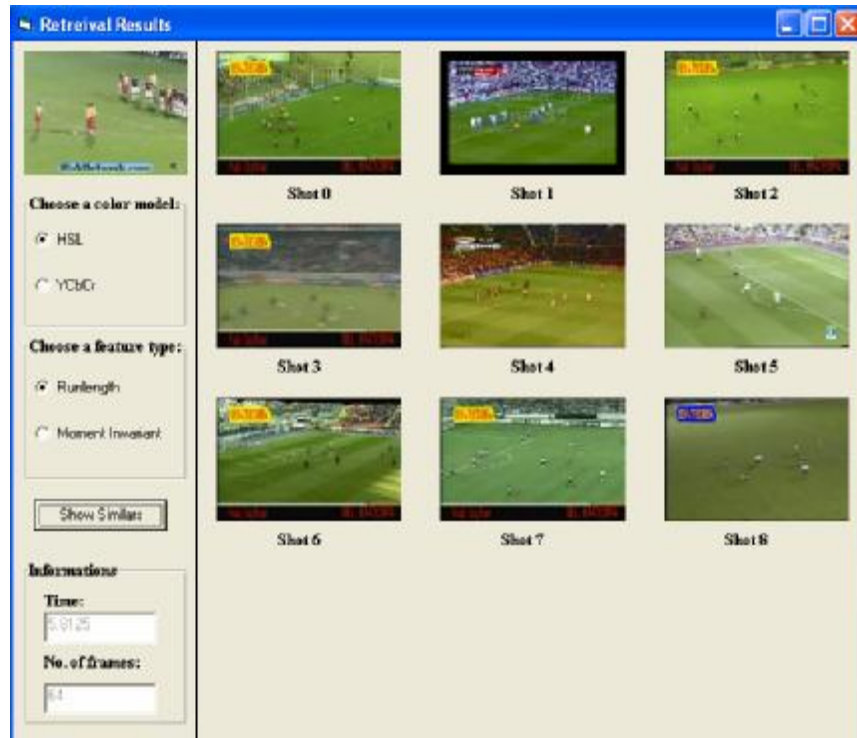 Retreival Results
Choose a color model:
HSL
YCbCr
Choose a feature type:
Runlength
Moment Invariant
Show Similars
Informations
Time:
5.8125
No. of frames:
64
Shot 0
Shot 1
Shot 2
Shot 3
Shot 4
Shot 5
Shot 6
Shot 7
Shot 8